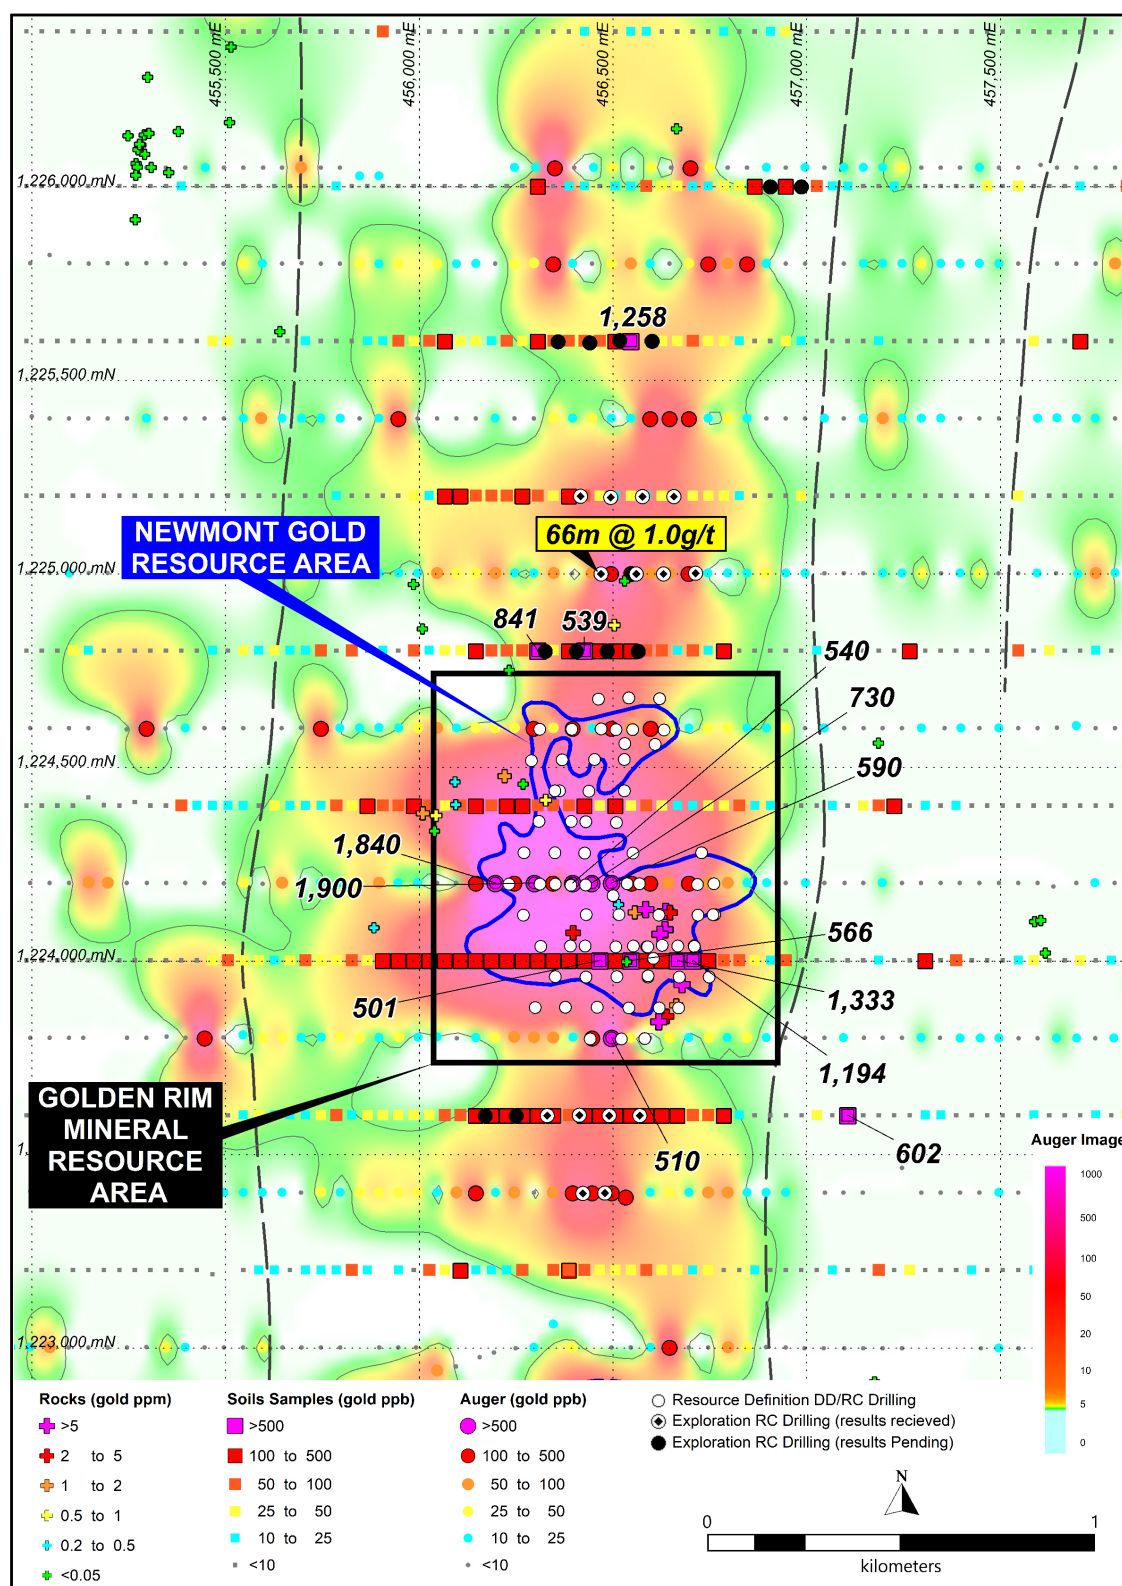 455,500 mE
456,000 mE
456,500 mE
457,000 mE
457,500 mE
1,226,000 mN
1,258
1,225,500 mN
NEWMONT GOLD
RESOURCE AREA
66m @ 1.0g/t
1,225,000 mN
841
539
540
730
1,224,500 mN
590
1,840
1,900
566
1,224,000 mN
501
1,333
1,194
GOLDEN RIM
MINERAL
RESOURCE
AREA
510
602
1,223,000 mN
Auger Image
1000
500
100
50
20
10
5
0
Rocks (gold ppm)
>5
2 to 5
1 to 2
0.5 to 1
0.2 to 0.5
<0.05
Soils Samples (gold ppb)
>500
100 to 500
50 to 100
25 to 50
10 to 25
<10
Auger (gold ppb)
>500
100 to 500
50 to 100
25 to 50
10 to 25
<10
Resource Definition DD/RC Drilling
Exploration RC Drilling (results recieved)
Exploration RC Drilling (results Pending)
N
0 1
kilometers